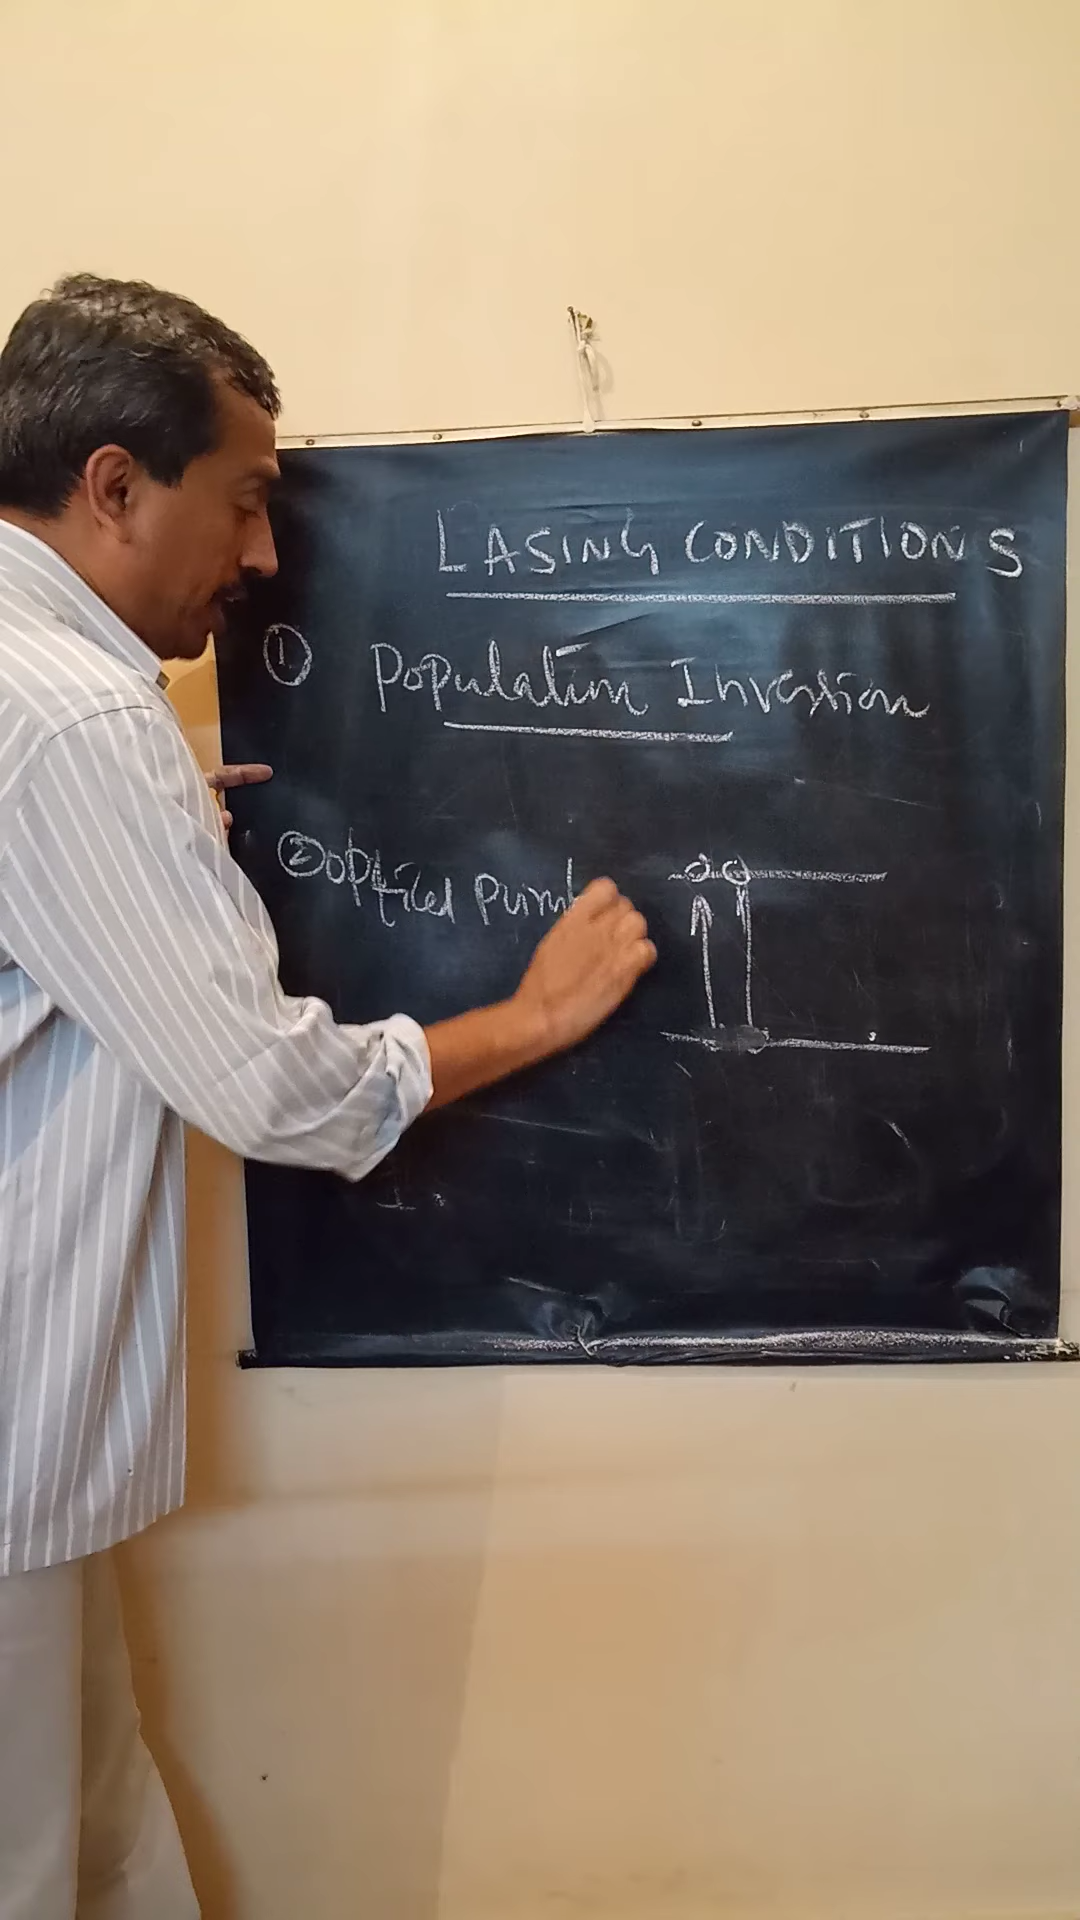 LASING CONDITIONS
① Population Inversion
② optical Pump